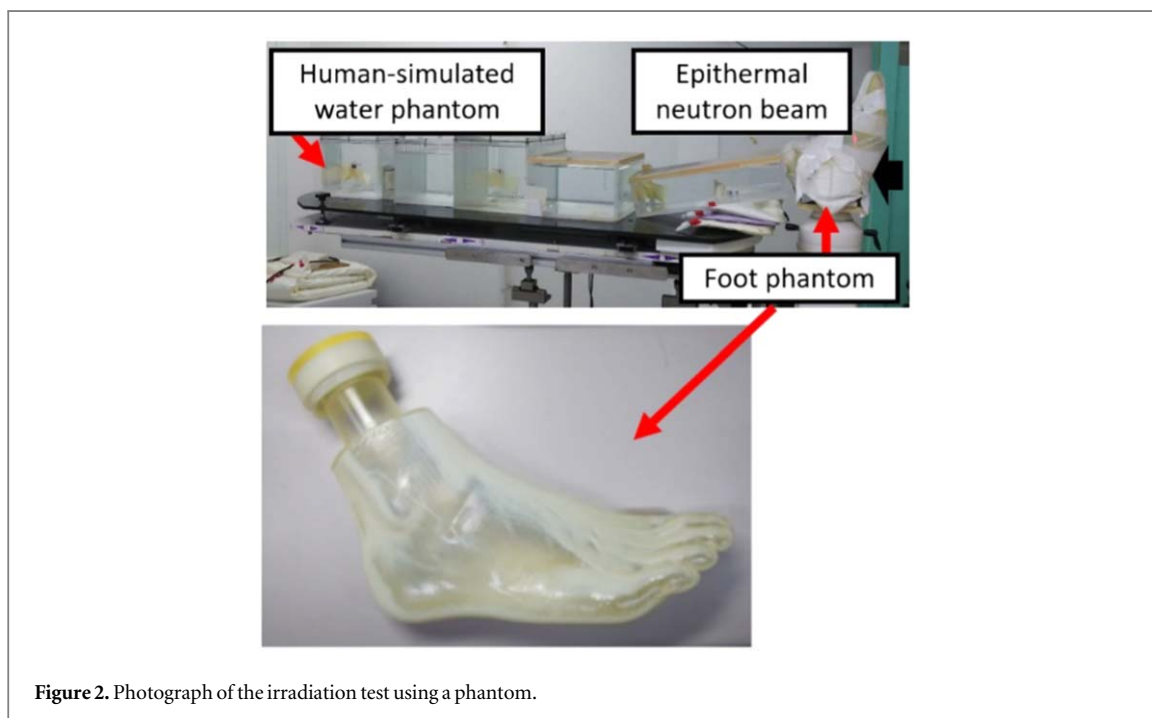 Human-simulated
water phantom
Epithermal
neutron beam
Foot phantom
Figure 2. Photograph of the irradiation test using a phantom.